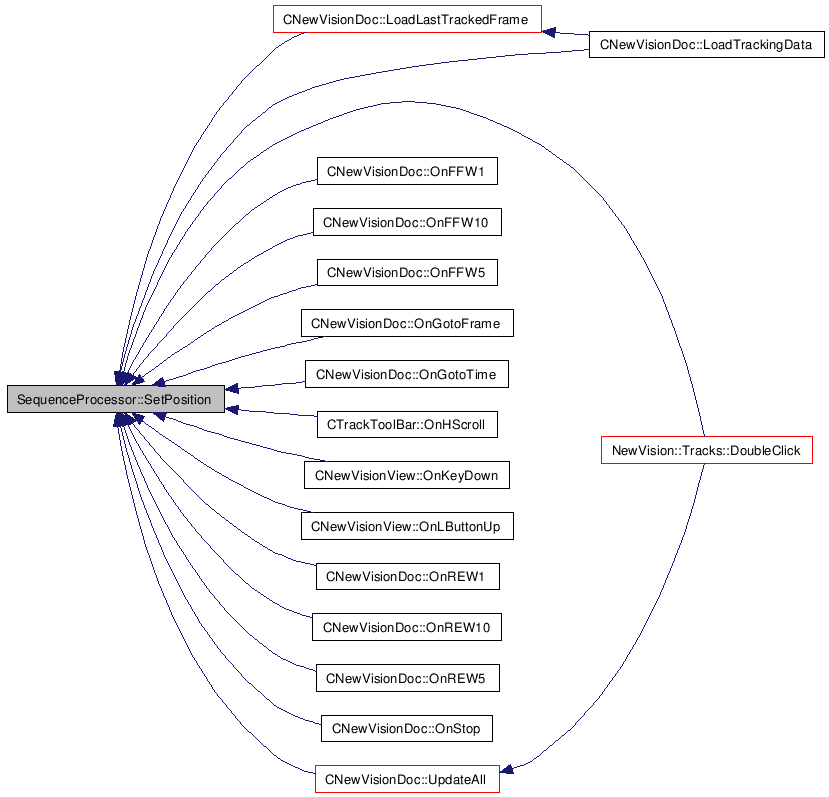 CNewVisionDoc::LoadLastTrackedFrame
CNewVisionDoc::LoadTrackingData
CNewVisionDoc::OnFFW1
CNewVisionDoc::OnFFW10
CNewVisionDoc::OnFFW5
CNewVisionDoc::OnGotoFrame
CNewVisionDoc::OnGotoTime
SequenceProcessor::SetPosition
CTrackToolBar::OnHScroll
NewVision::Tracks::DoubleClick
CNewVisionView::OnKeyDown
CNewVisionView::OnLButtonUp
CNewVisionDoc::OnREW1
CNewVisionDoc::OnREW10
CNewVisionDoc::OnREW5
CNewVisionDoc::OnStop
CNewVisionDoc::UpdateAll